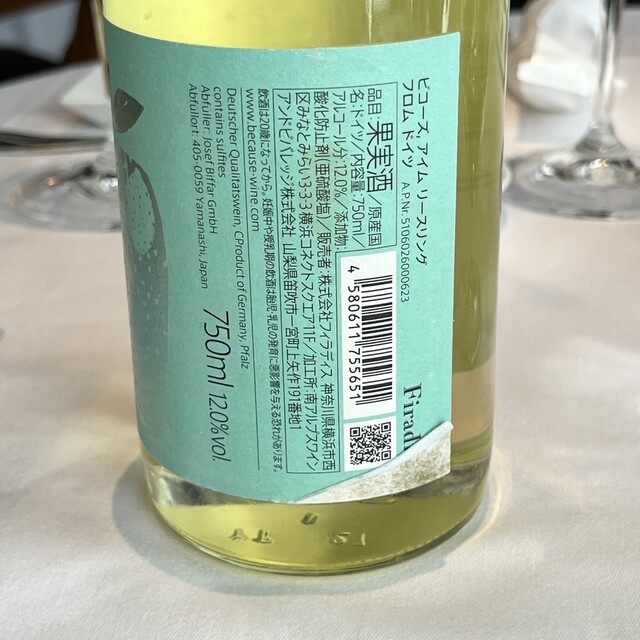 ビコーズ、アイム リースリング
フロム ドイツ A.P.Nr.5106026000623
品目:果実酒/原産国
名:ドイツ/内容量:750ml/
アルコール分:12.0%/添加物:
酸化防止剤(亜硫酸塩)/販売者:株式会社フィラディス 神奈川県横浜市西
区みなとみらい3-3-3横浜コネクトスクエア11F/加工所:南アルプスワイン
アンドビバレッジ株式会社 山梨県笛吹市一宮町上矢作191番地1
飲酒は20歳になってから。妊娠中や授乳期の飲酒は胎児・乳児の発育に悪影響を与える恐れがあります。
www.because-wine.com
Deutscher Qualitätswein, CProduct of Germany, Pfalz
contains sulfites
Abfüller: Josef Biffar GmbH
Abfüllort: 405-0059 Yamanashi, Japan
750ml 12.0%vol.
4 580611 755651
Firad